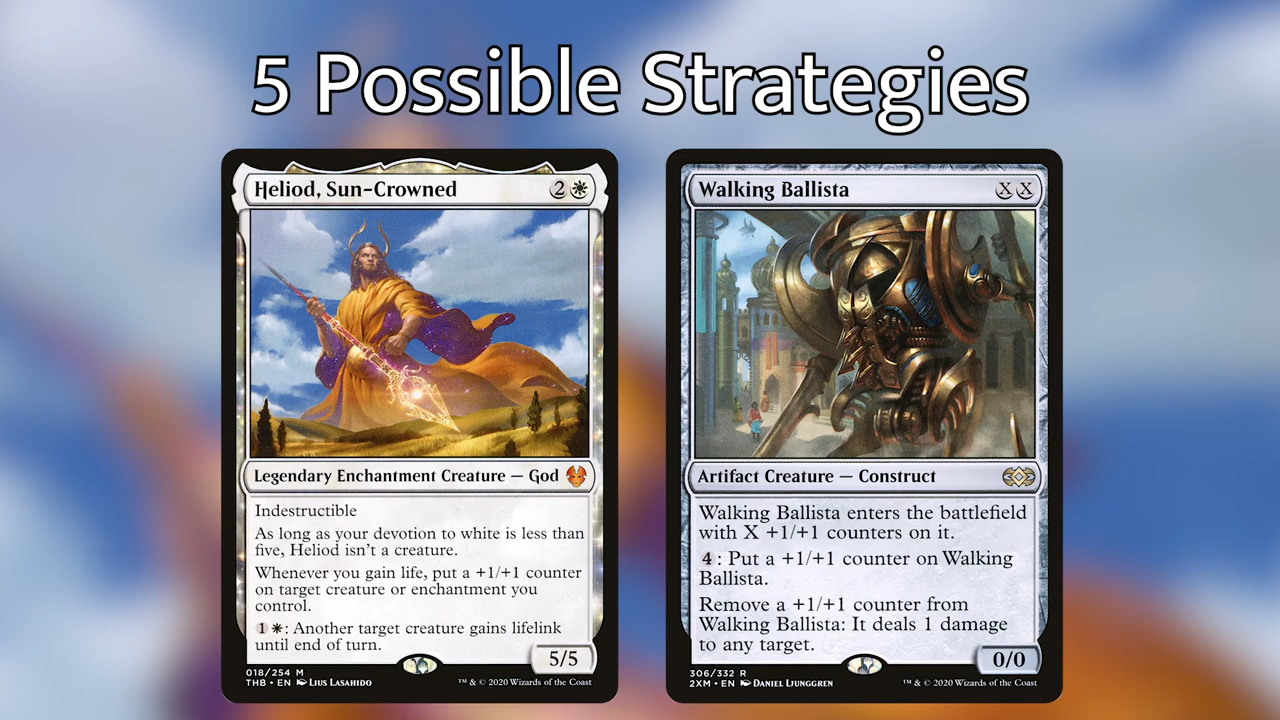 5 Possible Strategies
Heliod, Sun-Crowned 2
Legendary Enchantment Creature — God
Indestructible
As long as your devotion to white is less than
five, Heliod isn't a creature.
Whenever you gain life, put a +1/+1 counter
on target creature or enchantment you
control.
1 : Another target creature gains lifelink
until end of turn.
5/5
018/254 M
THB • EN Lius Lasahido
™ & © 2020 Wizards of the Coast
Walking Ballista X X
Artifact Creature — Construct
Walking Ballista enters the battlefield
with X +1/+1 counters on it.
4 : Put a +1/+1 counter on Walking
Ballista.
Remove a +1/+1 counter from
Walking Ballista: It deals 1 damage
to any target.
0/0
306/332 R
2XM • EN Daniel Ljunggren
™ & © 2020 Wizards of the Coast